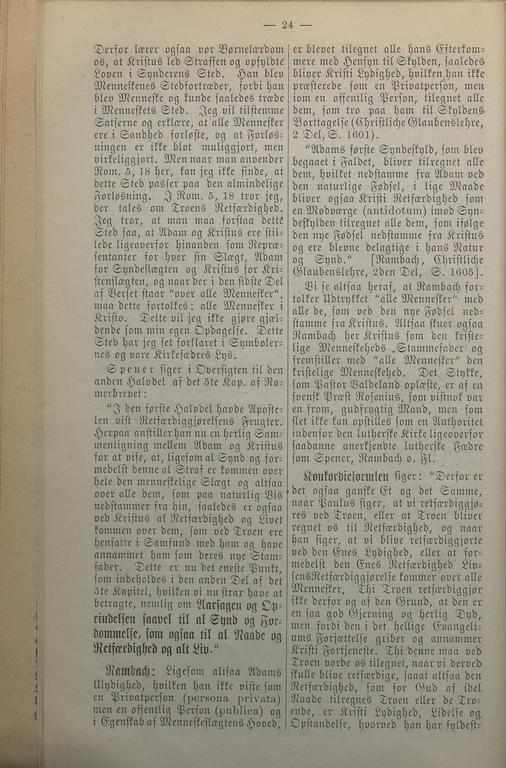 — 24 —
Derfor lærer ogsaa vor Børnelærdom
os, at Kristus led Straffen og opfyldte
Loven i Synderens Sted. Han blev
Menneskenes Stedfortræder, fordi han
blev Menneske og kunde saaledes træde
i Menneskets Sted. Jeg vil tilstemme
Satserne og erklære, at alle Mennesker
ere i Sandhed forløste, og at Forløs-
ningen er ikke blot muliggjort, men
virkeliggjort. Men naar man anvender
Rom. 5, 18 her, kan jeg ikke finde, at
dette Sted passer paa den almindelige
Forløsning. I Rom. 5, 18 tror jeg,
der tales om Troens Retfærdighed.
Jeg tror, at man maa forstaa dette
Sted saa, at Adam og Kristus ere stil-
lede ligeoverfor hinanden som Repræ-
sentanter for hver sin Slægt, Adam
for Syndeslægten og Kristus for Kri-
stenslægten, og naar der i den sidste Del
af Verset staar "over alle Mennesker",
maa dette fortolkes: alle Mennesker i
Kristo. Dette vil jeg ikke gjøre gjæl-
dende som min egen Opdagelse. Dette
Sted har jeg set forklaret i Symboler-
nes og vore Kirkefædres Lys.
Spener siger i Oversigten til den
anden Halvdel af det 5te Kap. af Ro-
merbrevet:
"I den første Halvdel havde Aposte-
len vist Retfærdiggjørelsens Frugter.
Herpaa anstiller han nu en herlig Sam-
menligning mellem Adam og Kristus
for at vise, at, ligesom al Synd og for-
medelst denne al Straf er kommen over
hele den menneskelige Slægt og altsaa
over alle dem, som paa naturlig Vis
nedstammer fra hin, saaledes er ogsaa
ved Kristus al Retfærdighed og Livet
kommen over dem, som ved Troen ere
hensatte i Samfund med ham og have
annammet ham som deres nye Stam-
fader. Dette er nu det eneste Punkt,
som indeholdes i den anden Del af det
5te Kapitel, hvilken vi nu strax have at
betragte, nemlig om Aarsagen og Op-
rindelsen saavel til al Synd og For-
dømmelse, som ogsaa til al Naade og
Retfærdighed og alt Liv."
Rambach: Ligesom altsaa Adams
Ulydighed, hvilken han ikke viste som
en Privatperson (persona privata)
men en offentlig Person (publica) og
i Egenskab af Menneskeslægtens Hoved,
er blevet tilegnet alle hans Efterkom-
mere med Hensyn til Skylden, saaledes
bliver Kristi Lydighed, hvilken han ikke
præsterede som en Privatperson, men
som en offentlig Person, tilegnet alle
dem, som tro paa ham til Skyldens
Borttagelse (Christliche Glaubenslehre,
2 Del, S. 1601).
"Adams første Syndeskyld, som blev
begaaet i Faldet, bliver tilregnet alle
dem, hvilket nedstamme fra Adam ved
den naturlige Fødsel, i lige Maade
bliver ogsaa Kristi Retfærdighed som
en Modværge (antidotum) imod Syn-
deskylden tilregnet alle dem, som ifølge
den nye Fødsel nedstamme fra Kristus
og ere blevne delagtige i hans Natur
og Synd." [Rambach, Christliche
Glaubenslehre, 2den Del, S. 1605].
Vi se altsaa heraf, at Rambach for-
tolker Udtrykket "alle Mennesker" med
alle de, som ved den nye Fødsel ned-
stamme fra Kristus. Altsaa skuer ogsaa
Rambach her Kristus som den kriste-
lige Menneskeheds „Stammefader og
fremstiller med "alle Mennesker" den
kristelige Menneskehed. Det Stykke,
som Pastor Valdeland oplæste, er af en
svensk Præst Rosenius, som vistnok var
en from, gudfrygtig Mand, men som
slet ikke kan opstilles som en Authoritet
indenfor den lutherske Kirke ligeoverfor
saadanne anerkjendte lutherske Fædre
som Spener, Rambach o. Fl.
Konkordieformlen siger: "Derfor er
det ogsaa ganske Et og det Samme,
naar Paulus siger, at vi retfærdiggjø-
res ved Troen, eller at Troen bliver
regnet os til Retfærdighed, og naar
han siger, at vi blive retfærdiggjorte
ved den Enes Lydighed, eller at for-
medelst den Enes Retfærdighed Liv-
sens Retfærdiggjørelse kommer over alle
Mennesker. Thi Troen retfærdiggjør
ikke derfor og af den Grund, at den er
en saa god Gjerning og herlig Dyd,
men fordi den i det hellige Evangeli-
ums Forjættelse griber og annammer
Kristi Fortjeneste. Thi denne maa ved
Troen vorde os tilegnet, naar vi derved
skulle blive retfærdige, saaat altsaa den
Retfærdighed, som for Gud af idel
Naade tilregnes Troen eller de Tro-
ende, er Kristi Lydighed, Lidelse og
Opstandelse, hvorved han har fyldest-